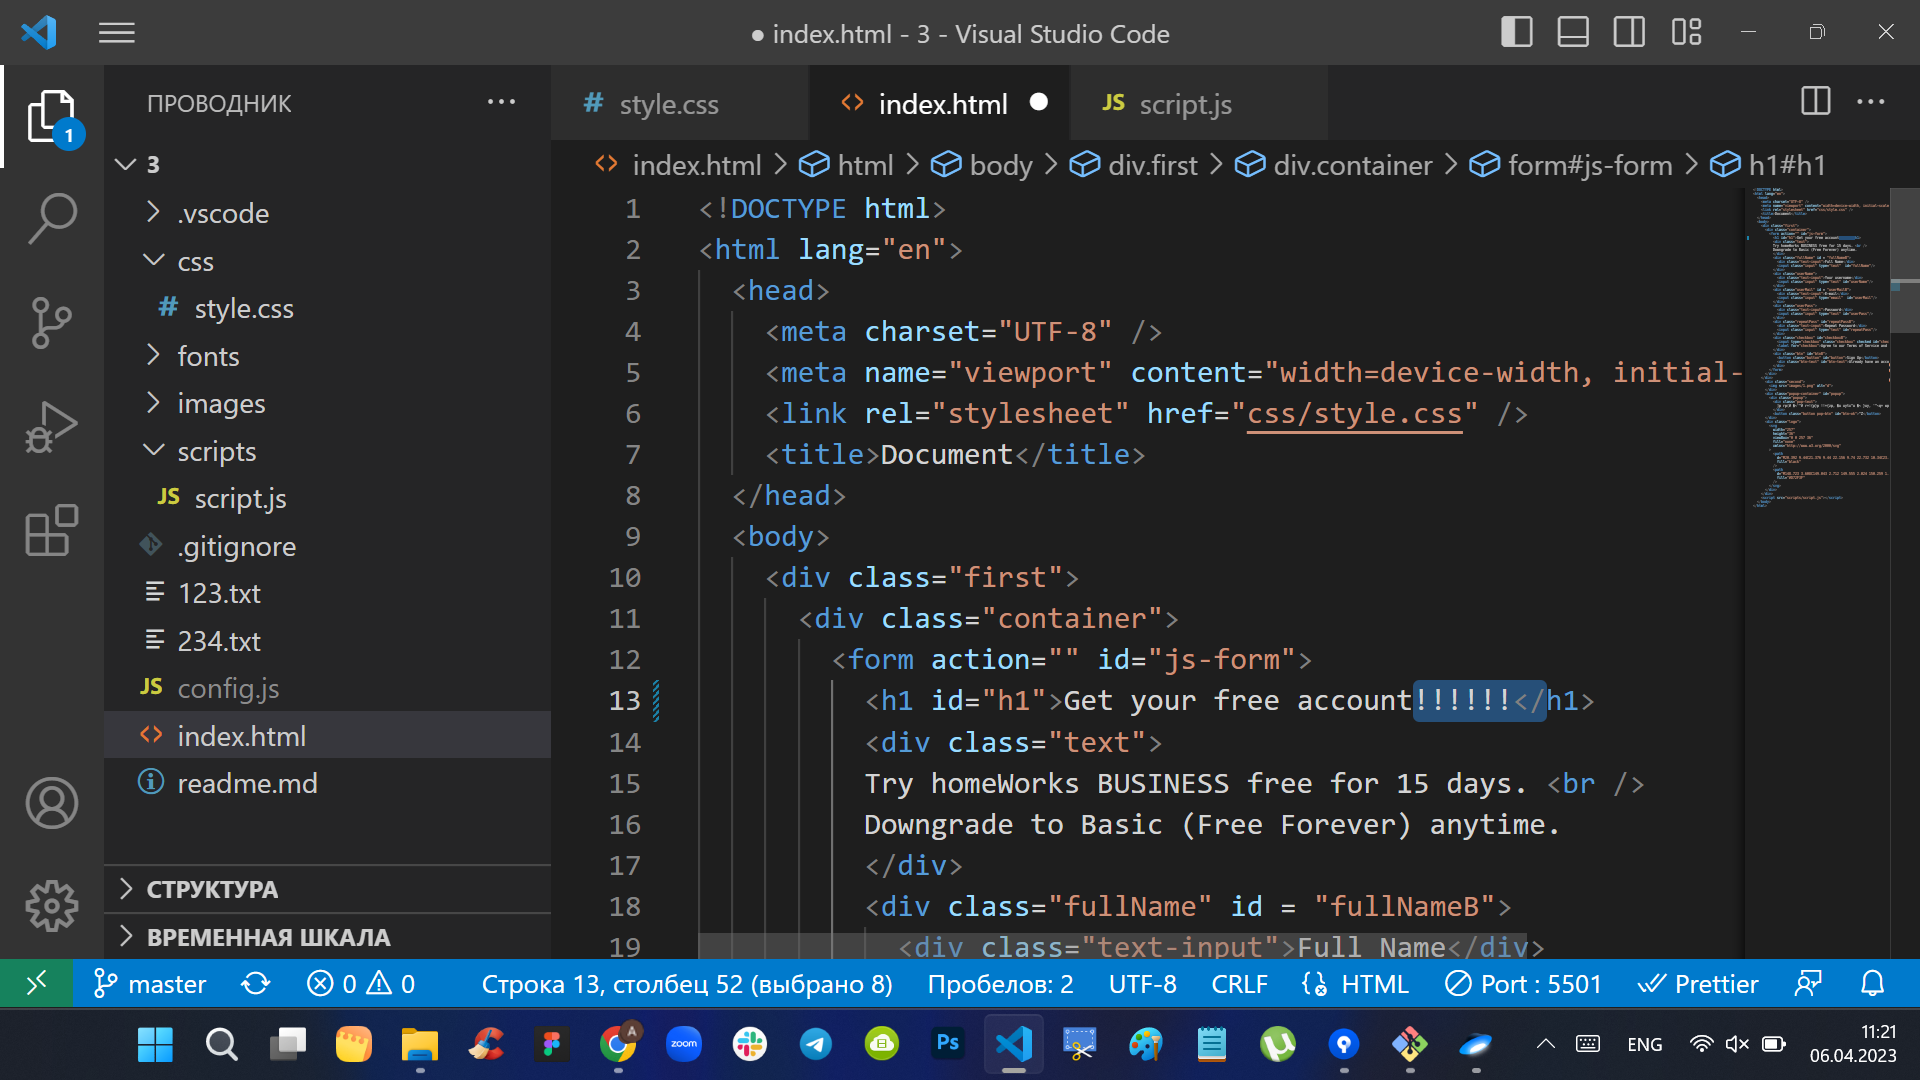 ● index.html - 3 - Visual Studio Code
ПРОВОДНИК
1
3
.vscode
css
# style.css
fonts
images
scripts
JS script.js
.gitignore
123.txt
234.txt
JS config.js
<> index.html
readme.md
СТРУКТУРА
ВРЕМЕННАЯ ШКАЛА
# style.css
<> index.html ●
JS script.js
<> index.html > html > body > div.first > div.container > form#js-form > h1#h1
1 <!DOCTYPE html>
2 <html lang="en">
3 <head>
4 <meta charset="UTF-8" />
5 <meta name="viewport" content="width=device-width, initial-
6 <link rel="stylesheet" href="css/style.css" />
7 <title>Document</title>
8 </head>
9 <body>
10 <div class="first">
11 <div class="container">
12 <form action="" id="js-form">
13 <h1 id="h1">Get your free account!!!!!!</h1>
14 <div class="text">
15 Try homeWorks BUSINESS free for 15 days. <br />
16 Downgrade to Basic (Free Forever) anytime.
17 </div>
18 <div class="fullName" id = "fullNameB">
19 <div class="text-input">Full Name</div>
master 0 0 Строка 13, столбец 52 (выбрано 8) Пробелов: 2 UTF-8 CRLF HTML Port : 5501 Prettier
A
zoom
Ps
ENG
11:21
06.04.2023